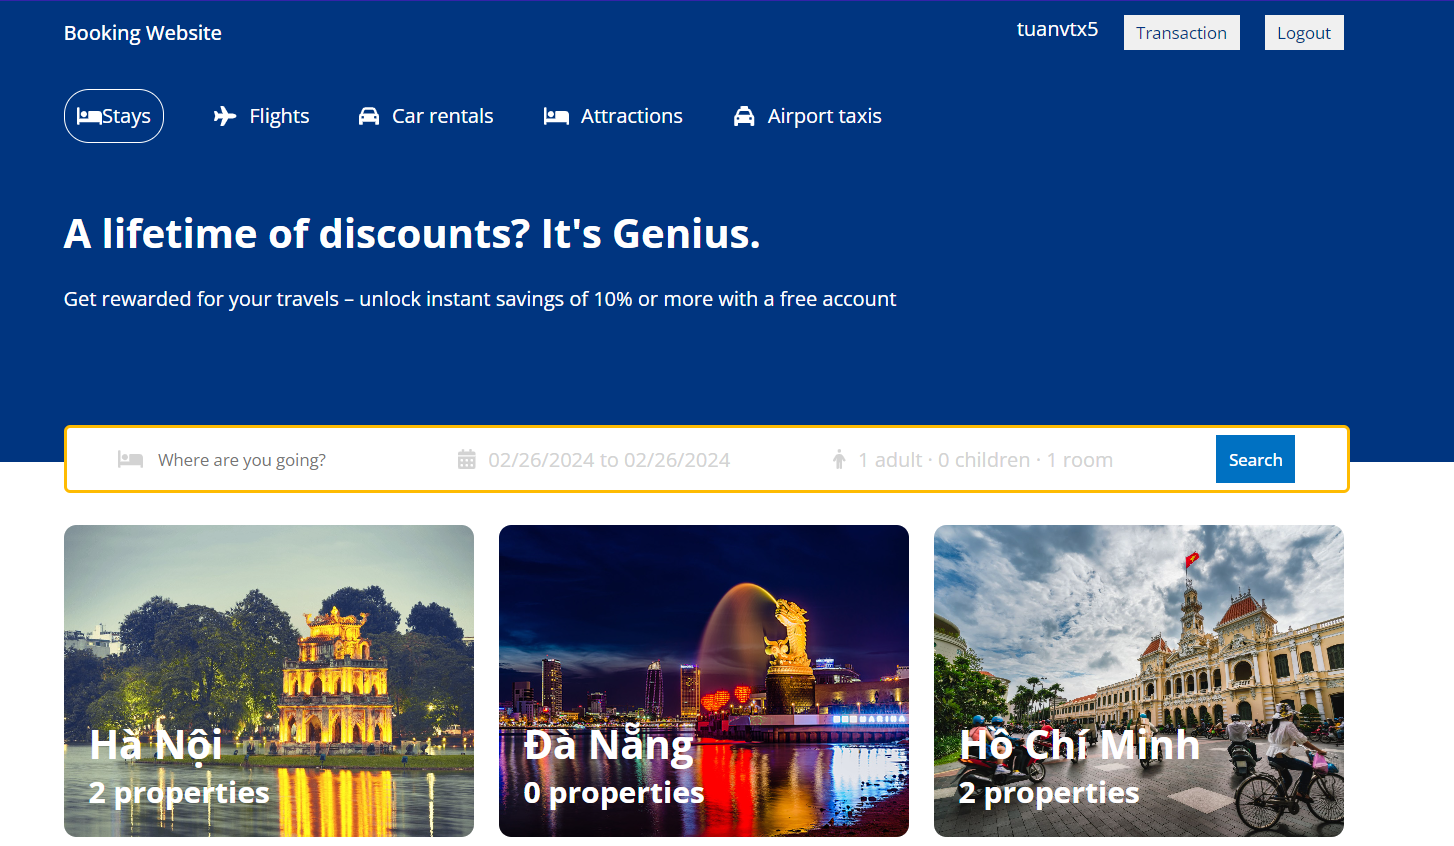 Booking Website
tuanvtx5
Transaction
Logout
Stays
Flights
Car rentals
Attractions
Airport taxis
A lifetime of discounts? It's Genius.
Get rewarded for your travels – unlock instant savings of 10% or more with a free account
Where are you going?
02/26/2024 to 02/26/2024
1 adult · 0 children · 1 room
Search
Hà Nội
2 properties
Đà Nẵng
0 properties
Hồ Chí Minh
2 properties